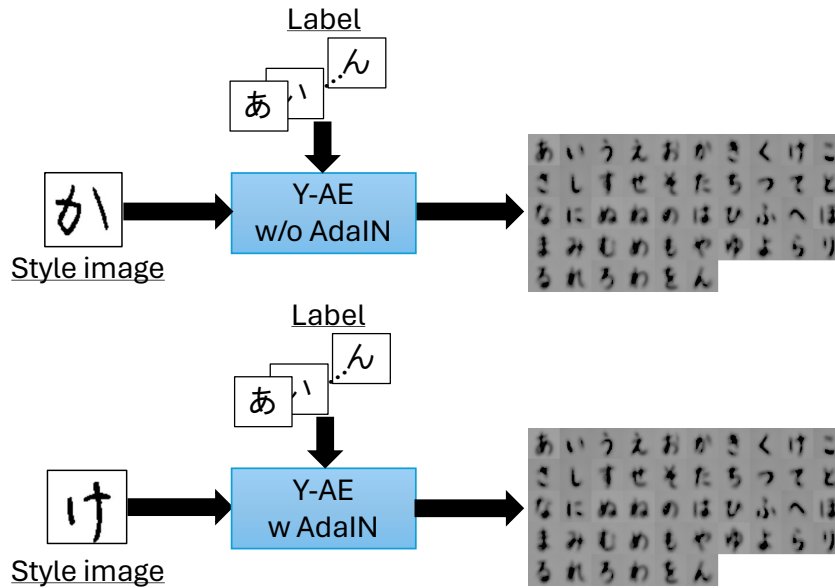 Label
あ い ... ん
か
Style image
Y-AE
w/o AdaIN
あ い う え お か き く け こ
さ し す せ そ た ち つ て と
な に ぬ ね の は ひ ふ へ ほ
ま み む め も や ゆ よ ら り
る れ ろ わ を ん
Label
あ い ... ん
け
Style image
Y-AE
w AdaIN
あ い う え お か き く け こ
さ し す せ そ た ち つ て と
な に ぬ ね の は ひ ふ へ ほ
ま み む め も や ゆ よ ら り
る れ ろ わ を ん